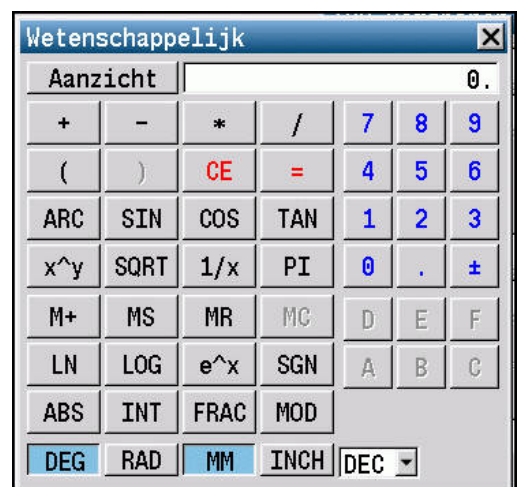 Wetenschappelijk
Aanzicht 0.
+ - * / 7 8 9
( ) CE = 4 5 6
ARC SIN COS TAN 1 2 3
x^y SQRT 1/x PI 0 . ±
M+ MS MR MC D E F
LN LOG e^x SGN A B C
ABS INT FRAC MOD
DEG RAD MM INCH DEC